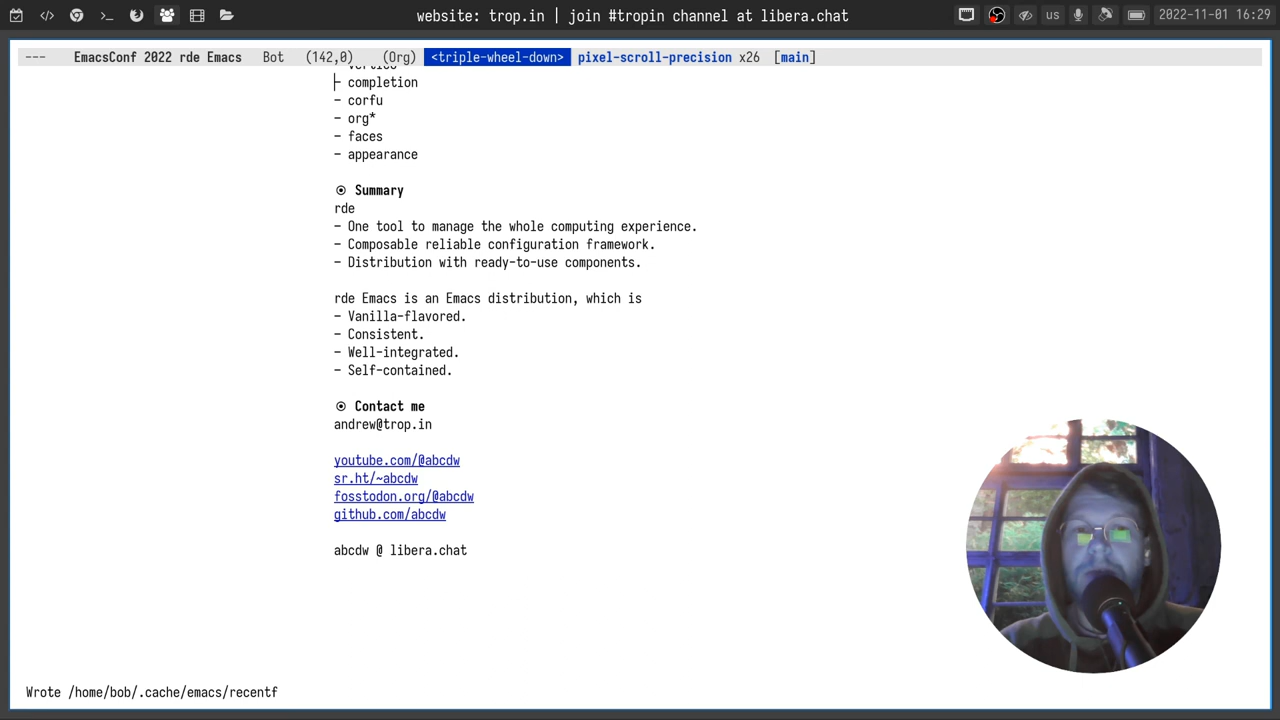 website: trop.in | join #tropin channel at libera.chat
us
2022-11-01 16:29
--- EmacsConf 2022 rde Emacs Bot (142,0) (Org) <triple-wheel-down> pixel-scroll-precision x26 [main]
- completion
- corfu
- org*
- faces
- appearance
Summary
rde
- One tool to manage the whole computing experience.
- Composable reliable configuration framework.
- Distribution with ready-to-use components.
rde Emacs is an Emacs distribution, which is
- Vanilla-flavored.
- Consistent.
- Well-integrated.
- Self-contained.
Contact me
andrew@trop.in
youtube.com/@abcdw
sr.ht/~abcdw
fosstodon.org/@abcdw
github.com/abcdw
abcdw @ libera.chat
Wrote /home/bob/.cache/emacs/recentf